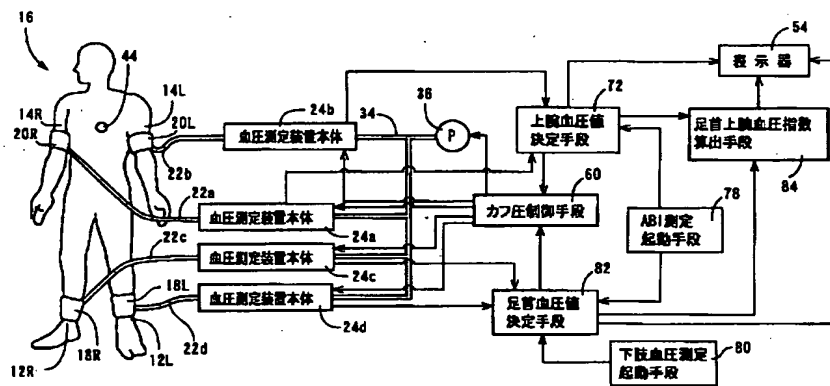 16
44
14R
14L
20R
20L
24b
血圧測定装置本体
34
36
P
72
上腕血圧値
決定手段
54
表示器
足首上腕血圧指数
算出手段
84
22b
22a
血圧測定装置本体
24a
60
カフ圧制御手段
ABI測定
起動手段
78
22c
血圧測定装置本体
24c
82
足首血圧値
決定手段
18L
血圧測定装置本体
24d
22d
18R
12R
12L
下肢血圧測定
起動手段
80